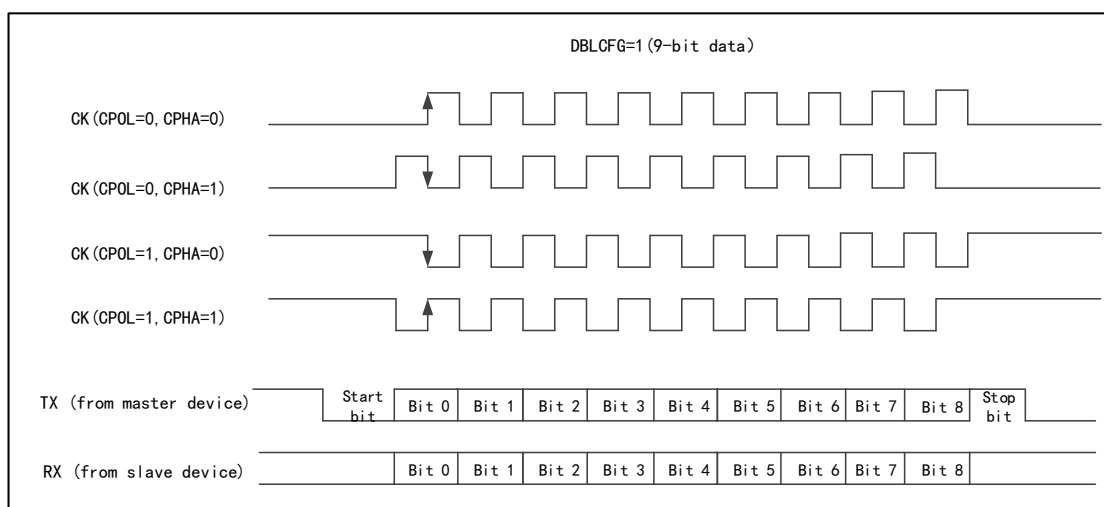 DBLCFG=1(9-bit data)
CK(CPOL=0,CPHA=0)
CK(CPOL=0,CPHA=1)
CK(CPOL=1,CPHA=0)
CK(CPOL=1,CPHA=1)
TX (from master device) Start bit Bit 0 Bit 1 Bit 2 Bit 3 Bit 4 Bit 5 Bit 6 Bit 7 Bit 8 Stop bit
RX (from slave device) Bit 0 Bit 1 Bit 2 Bit 3 Bit 4 Bit 5 Bit 6 Bit 7 Bit 8